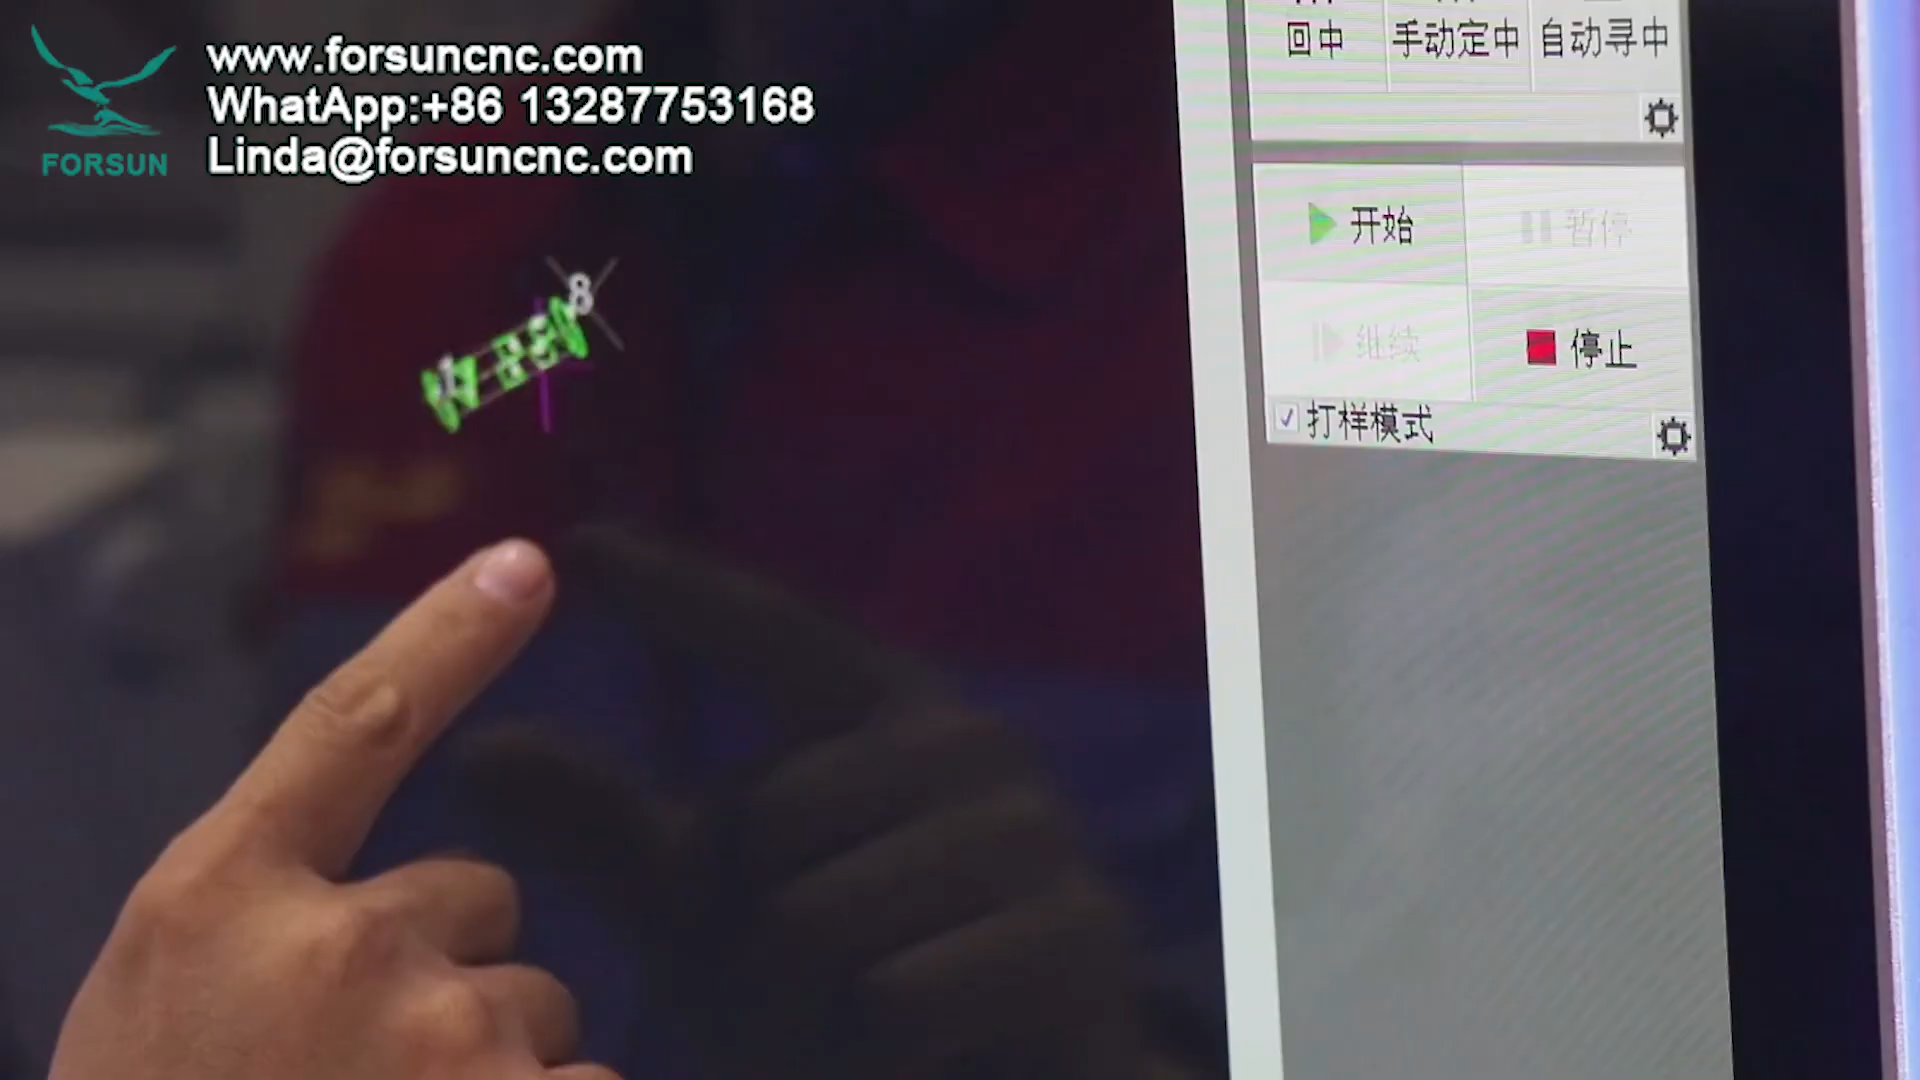 www.forsuncnc.com
WhatApp:+86 13287753168
Linda@forsuncnc.com
FORSUN
回中 手动定中 自动寻中
开始 暂停
继续 停止
打样模式
8